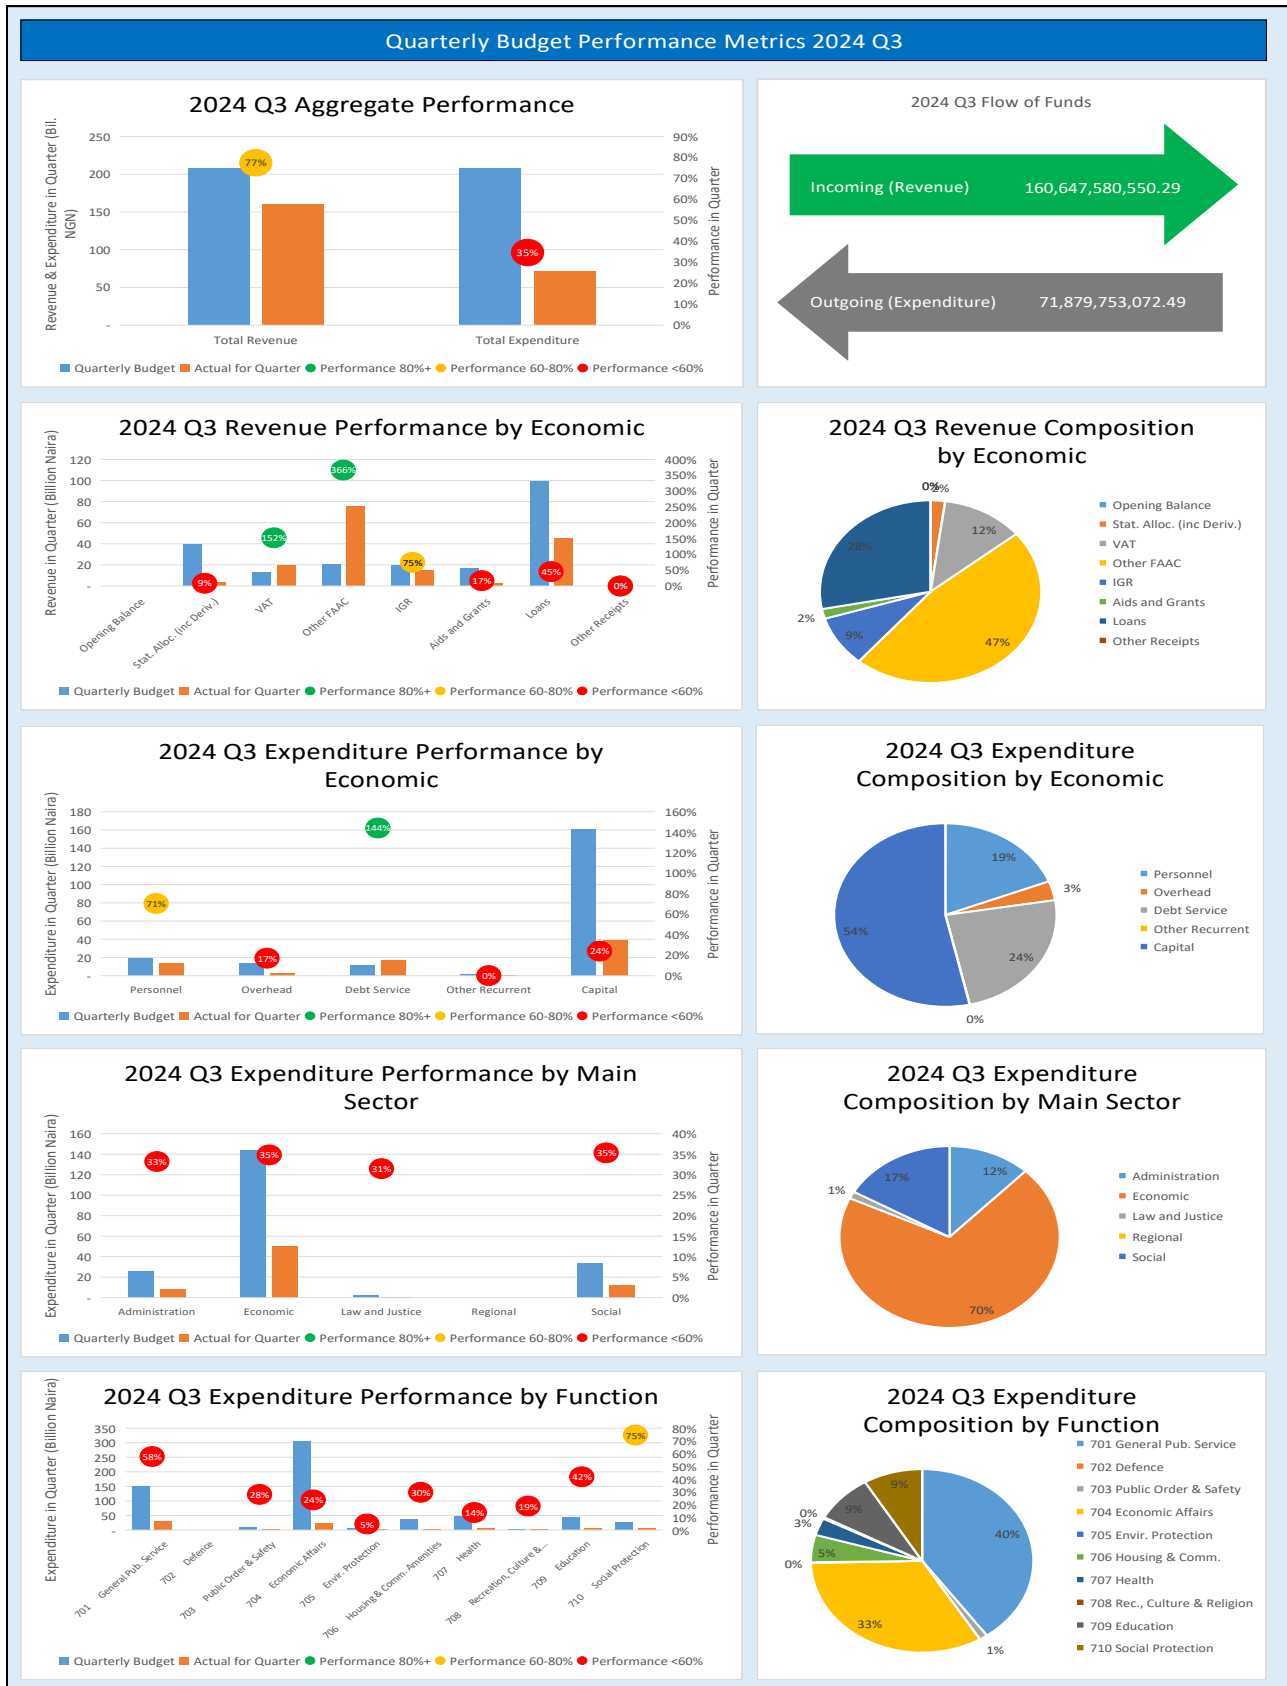 Quarterly Budget Performance Metrics 2024 Q3
2024 Q3 Aggregate Performance
Revenue & Expenditure in Quarter (Bil.
NGN)
250
200
150
100
50
-
77%
35%
90%
80%
70%
60%
50%
40%
30%
20%
10%
0%
Performance in Quarter
Total Revenue
Total Expenditure
Quarterly Budget
Actual for Quarter
Performance 80%+
Performance 60-80%
Performance <60%
2024 Q3 Flow of Funds
Incoming (Revenue) 160,647,580,550.29
Outgoing (Expenditure) 71,879,753,072.49
2024 Q3 Revenue Performance by Economic
Revenue in Quarter (Billion Naira)
120
100
80
60
40
20
-
9%
152%
366%
75%
17%
45%
0%
400%
350%
300%
250%
200%
150%
100%
50%
0%
Performance in Quarter
Opening Balance
Stat. Alloc. (inc Deriv.)
VAT
Other FAAC
IGR
Aids and Grants
Loans
Other Receipts
Quarterly Budget
Actual for Quarter
Performance 80%+
Performance 60-80%
Performance <60%
2024 Q3 Revenue Composition
by Economic
0%
0%
2%
12%
47%
9%
2%
28%
Opening Balance
Stat. Alloc. (inc Deriv.)
VAT
Other FAAC
IGR
Aids and Grants
Loans
Other Receipts
2024 Q3 Expenditure Performance by
Economic
Expenditure in Quarter (Billion Naira)
180
160
140
120
100
80
60
40
20
-
71%
17%
144%
0%
24%
160%
140%
120%
100%
80%
60%
40%
20%
0%
Performance in Quarter
Personnel
Overhead
Debt Service
Other Recurrent
Capital
Quarterly Budget
Actual for Quarter
Performance 80%+
Performance 60-80%
Performance <60%
2024 Q3 Expenditure
Composition by Economic
19%
3%
24%
0%
54%
Personnel
Overhead
Debt Service
Other Recurrent
Capital
2024 Q3 Expenditure Performance by Main
Sector
Expenditure in Quarter (Billion Naira)
160
140
120
100
80
60
40
20
-
33%
35%
31%
35%
40%
35%
30%
25%
20%
15%
10%
5%
0%
Performance in Quarter
Administration
Economic
Law and Justice
Regional
Social
Quarterly Budget
Actual for Quarter
Performance 80%+
Performance 60-80%
Performance <60%
2024 Q3 Expenditure
Composition by Main Sector
12%
70%
1%
17%
Administration
Economic
Law and Justice
Regional
Social
2024 Q3 Expenditure Performance by Function
Expenditure in Quarter (Billion Naira)
350
300
250
200
150
100
50
-
58%
28%
24%
5%
30%
14%
19%
42%
75%
80%
70%
60%
50%
40%
30%
20%
10%
0%
Performance in Quarter
701 General Pub. Service
702 Defence
703 Public Order & Safety
704 Economic Affairs
705 Envir. Protection
706 Housing & Comm. Amenities
707 Health
708 Recreation, Culture &...
709 Education
710 Social Protection
Quarterly Budget
Actual for Quarter
Performance 80%+
Performance 60-80%
Performance <60%
2024 Q3 Expenditure
Composition by Function
40%
1%
33%
0%
5%
3%
0%
9%
9%
701 General Pub. Service
702 Defence
703 Public Order & Safety
704 Economic Affairs
705 Envir. Protection
706 Housing & Comm.
707 Health
708 Rec., Culture & Religion
709 Education
710 Social Protection